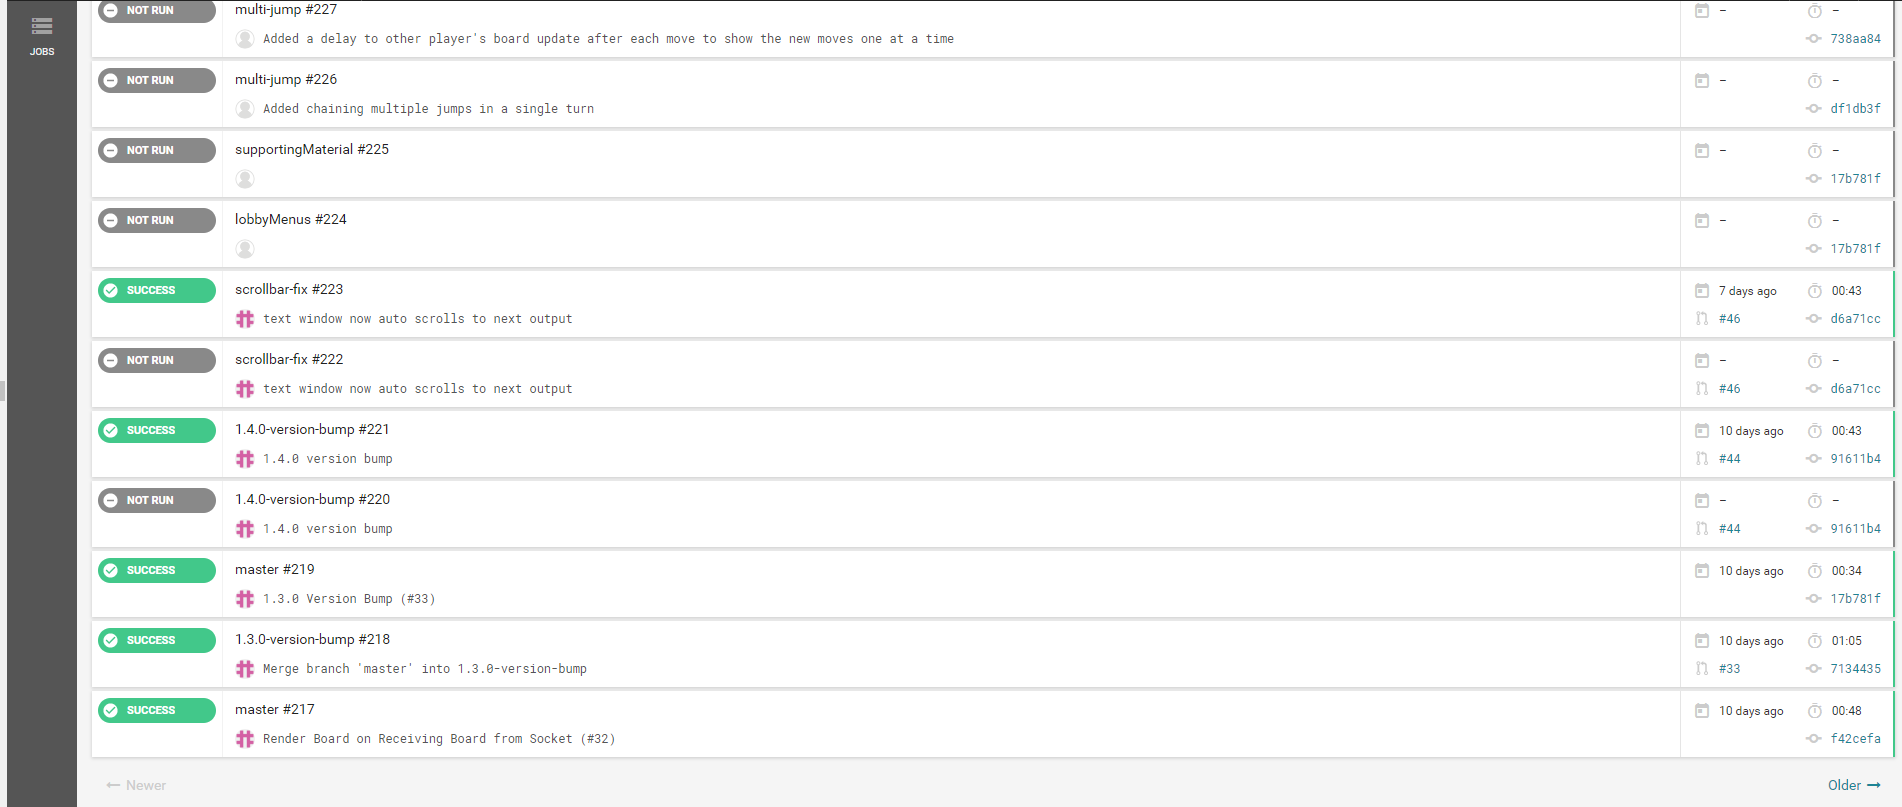 JOBS
NOT RUN multi-jump #227 – –
Added a delay to other player's board update after each move to show the new moves one at a time 738aa84
NOT RUN multi-jump #226 – –
Added chaining multiple jumps in a single turn df1db3f
NOT RUN supportingMaterial #225 – –
17b781f
NOT RUN lobbyMenus #224 – –
17b781f
SUCCESS scrollbar-fix #223 7 days ago 00:43
text window now auto scrolls to next output #46 d6a71cc
NOT RUN scrollbar-fix #222 – –
text window now auto scrolls to next output #46 d6a71cc
SUCCESS 1.4.0-version-bump #221 10 days ago 00:43
1.4.0 version bump #44 91611b4
NOT RUN 1.4.0-version-bump #220 – –
1.4.0 version bump #44 91611b4
SUCCESS master #219 10 days ago 00:34
1.3.0 Version Bump (#33) 17b781f
SUCCESS 1.3.0-version-bump #218 10 days ago 01:05
Merge branch 'master' into 1.3.0-version-bump #33 7134435
SUCCESS master #217 10 days ago 00:48
Render Board on Receiving Board from Socket (#32) f42cefa
← Newer Older →